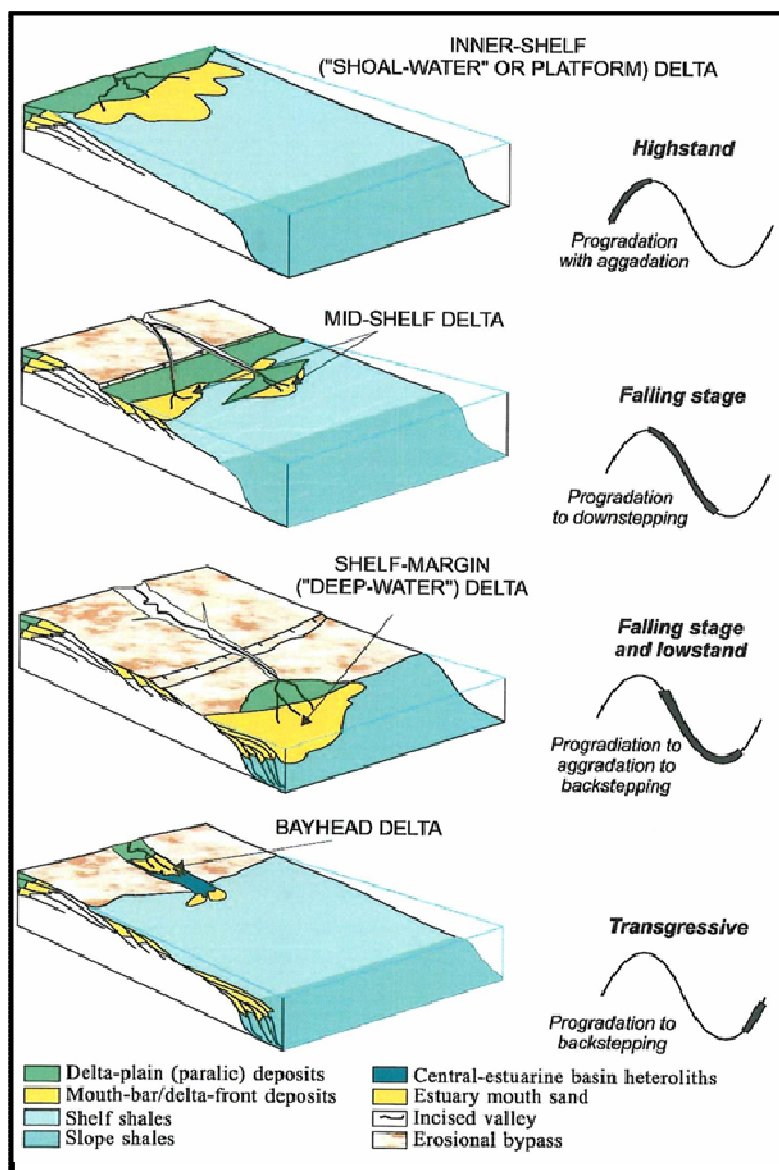 INNER-SHELF
("SHOAL-WATER" OR PLATFORM) DELTA
Highstand
Progradation
with aggadation
MID-SHELF DELTA
Falling stage
Progradation
to downstepping
SHELF-MARGIN
("DEEP-WATER") DELTA
Falling stage
and lowstand
Progradiation to
aggradation to
backstepping
BAYHEAD DELTA
Transgressive
Progradation to
backstepping
Delta-plain (paralic) deposits
Mouth-bar/delta-front deposits
Shelf shales
Slope shales
Central-estuarine basin heteroliths
Estuary mouth sand
Incised valley
Erosional bypass